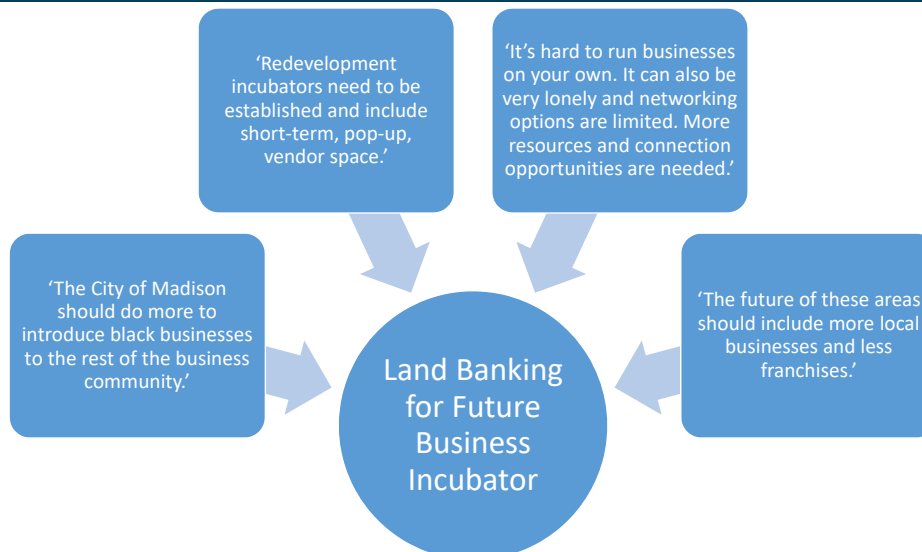 ‘The City of Madison
should do more to
introduce black businesses
to the rest of the business
community.’
‘Redevelopment
incubators need to be
established and include
short-term, pop-up,
vendor space.’
‘It’s hard to run businesses
on your own. It can also be
very lonely and networking
options are limited. More
resources and connection
opportunities are needed.’
‘The future of these areas
should include more local
businesses and less
franchises.’
Land Banking
for Future
Business
Incubator